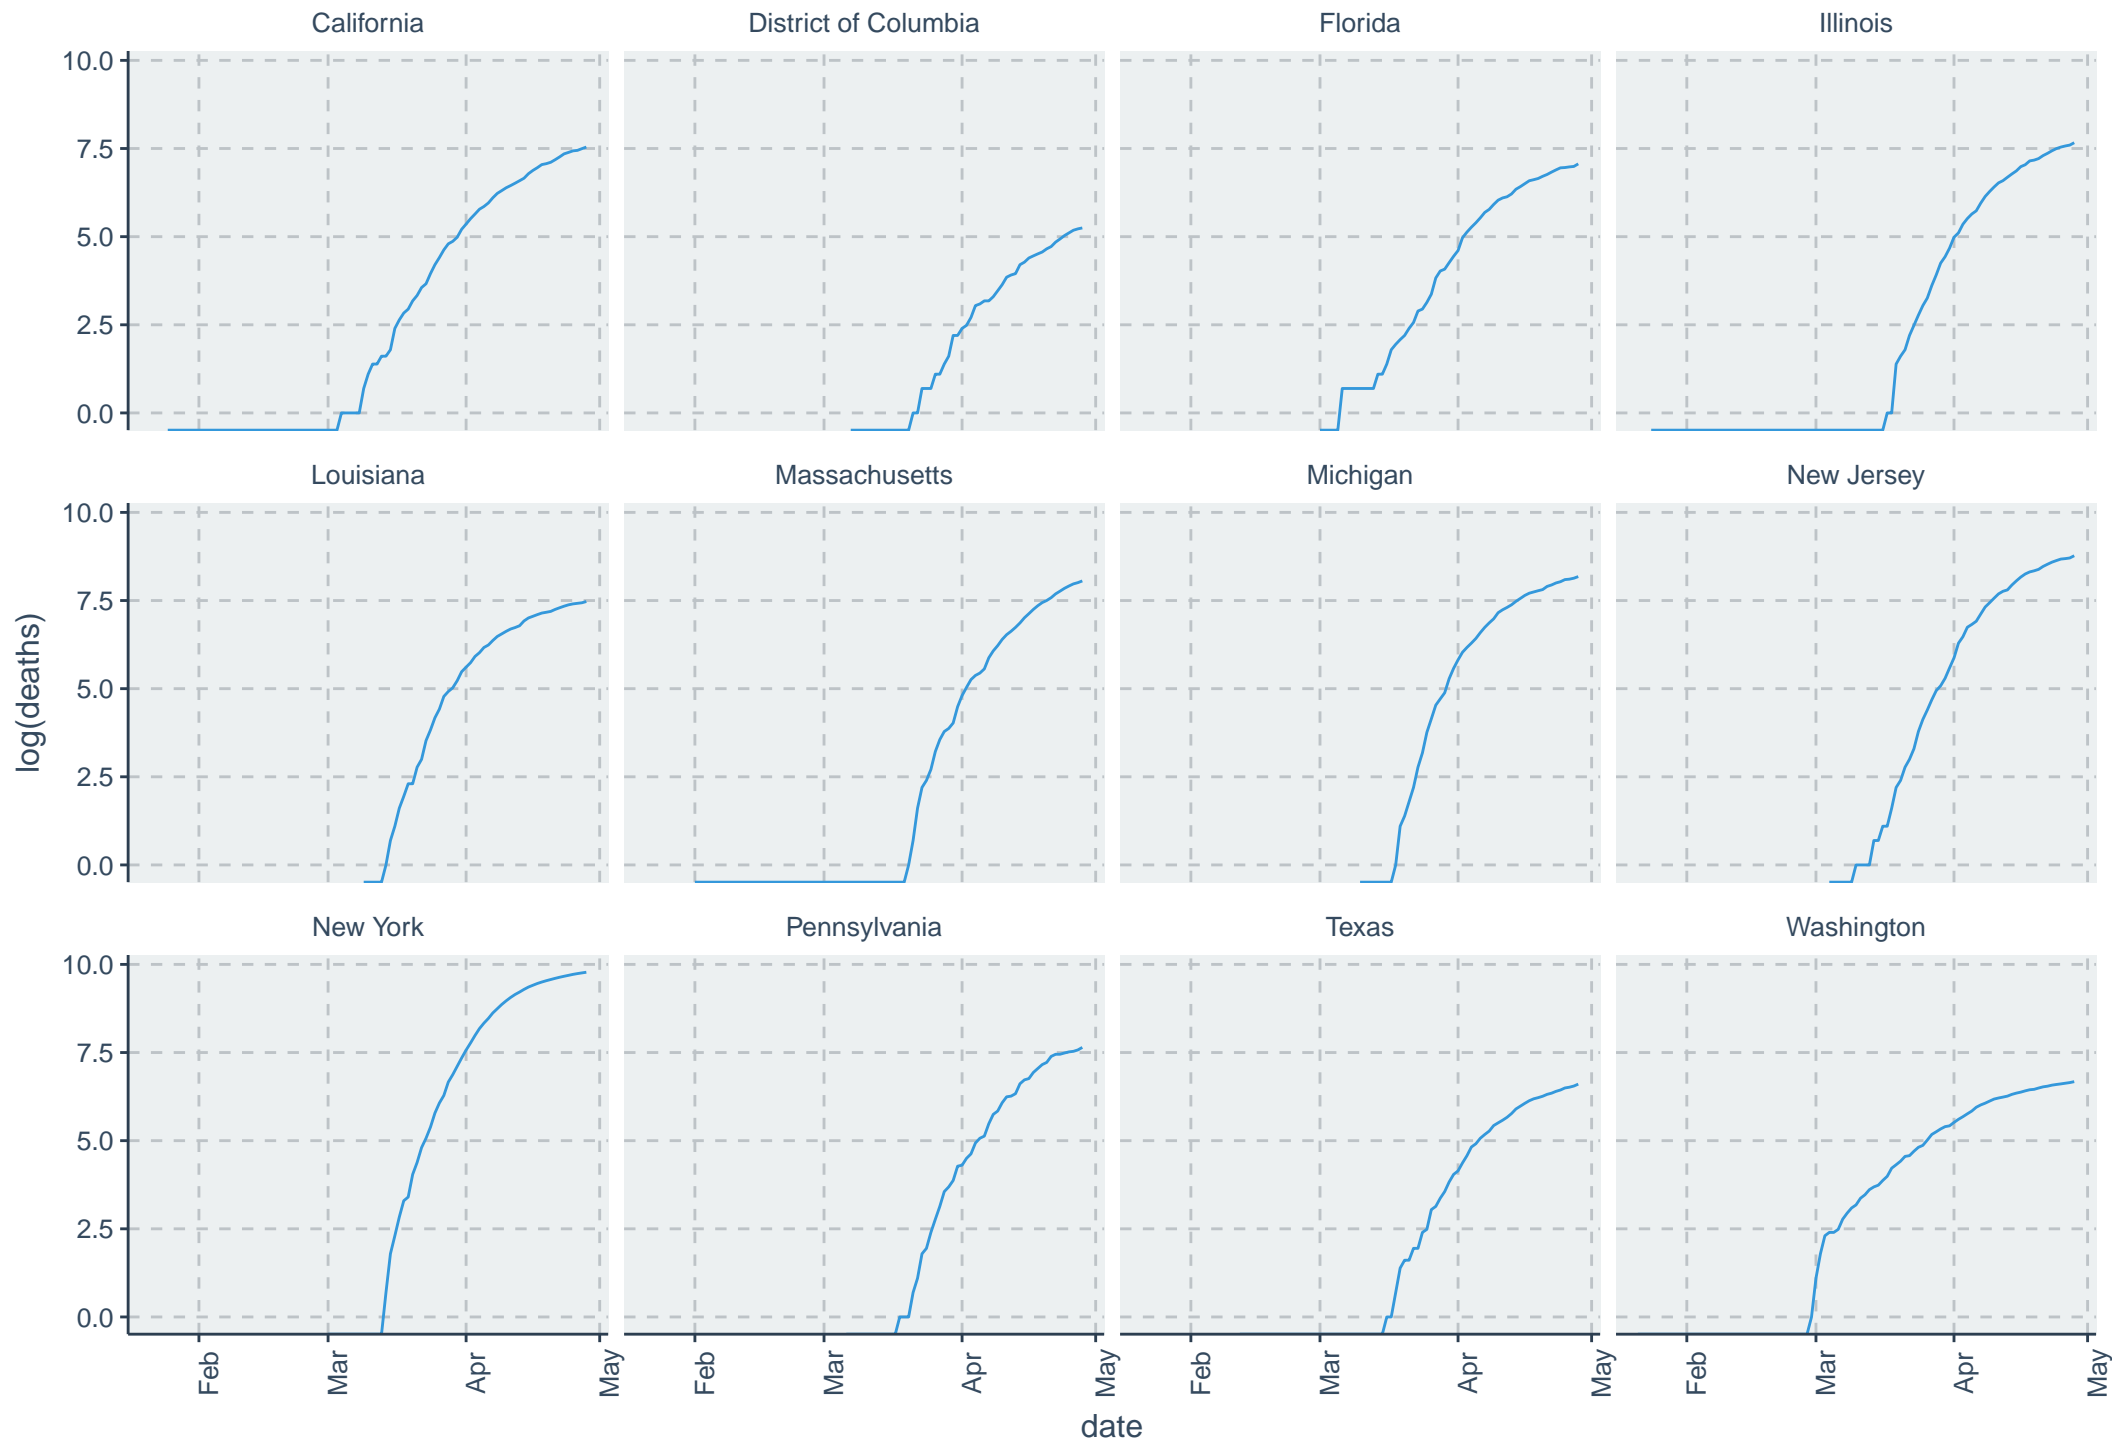 California District of Columbia Florida Illinois
10.0
7.5
5.0
2.5
0.0
Louisiana Massachusetts Michigan New Jersey
10.0
7.5
5.0
2.5
0.0
log(deaths)
New York Pennsylvania Texas Washington
10.0
7.5
5.0
2.5
0.0
Feb Mar Apr May Feb Mar Apr May Feb Mar Apr May Feb Mar Apr May
date